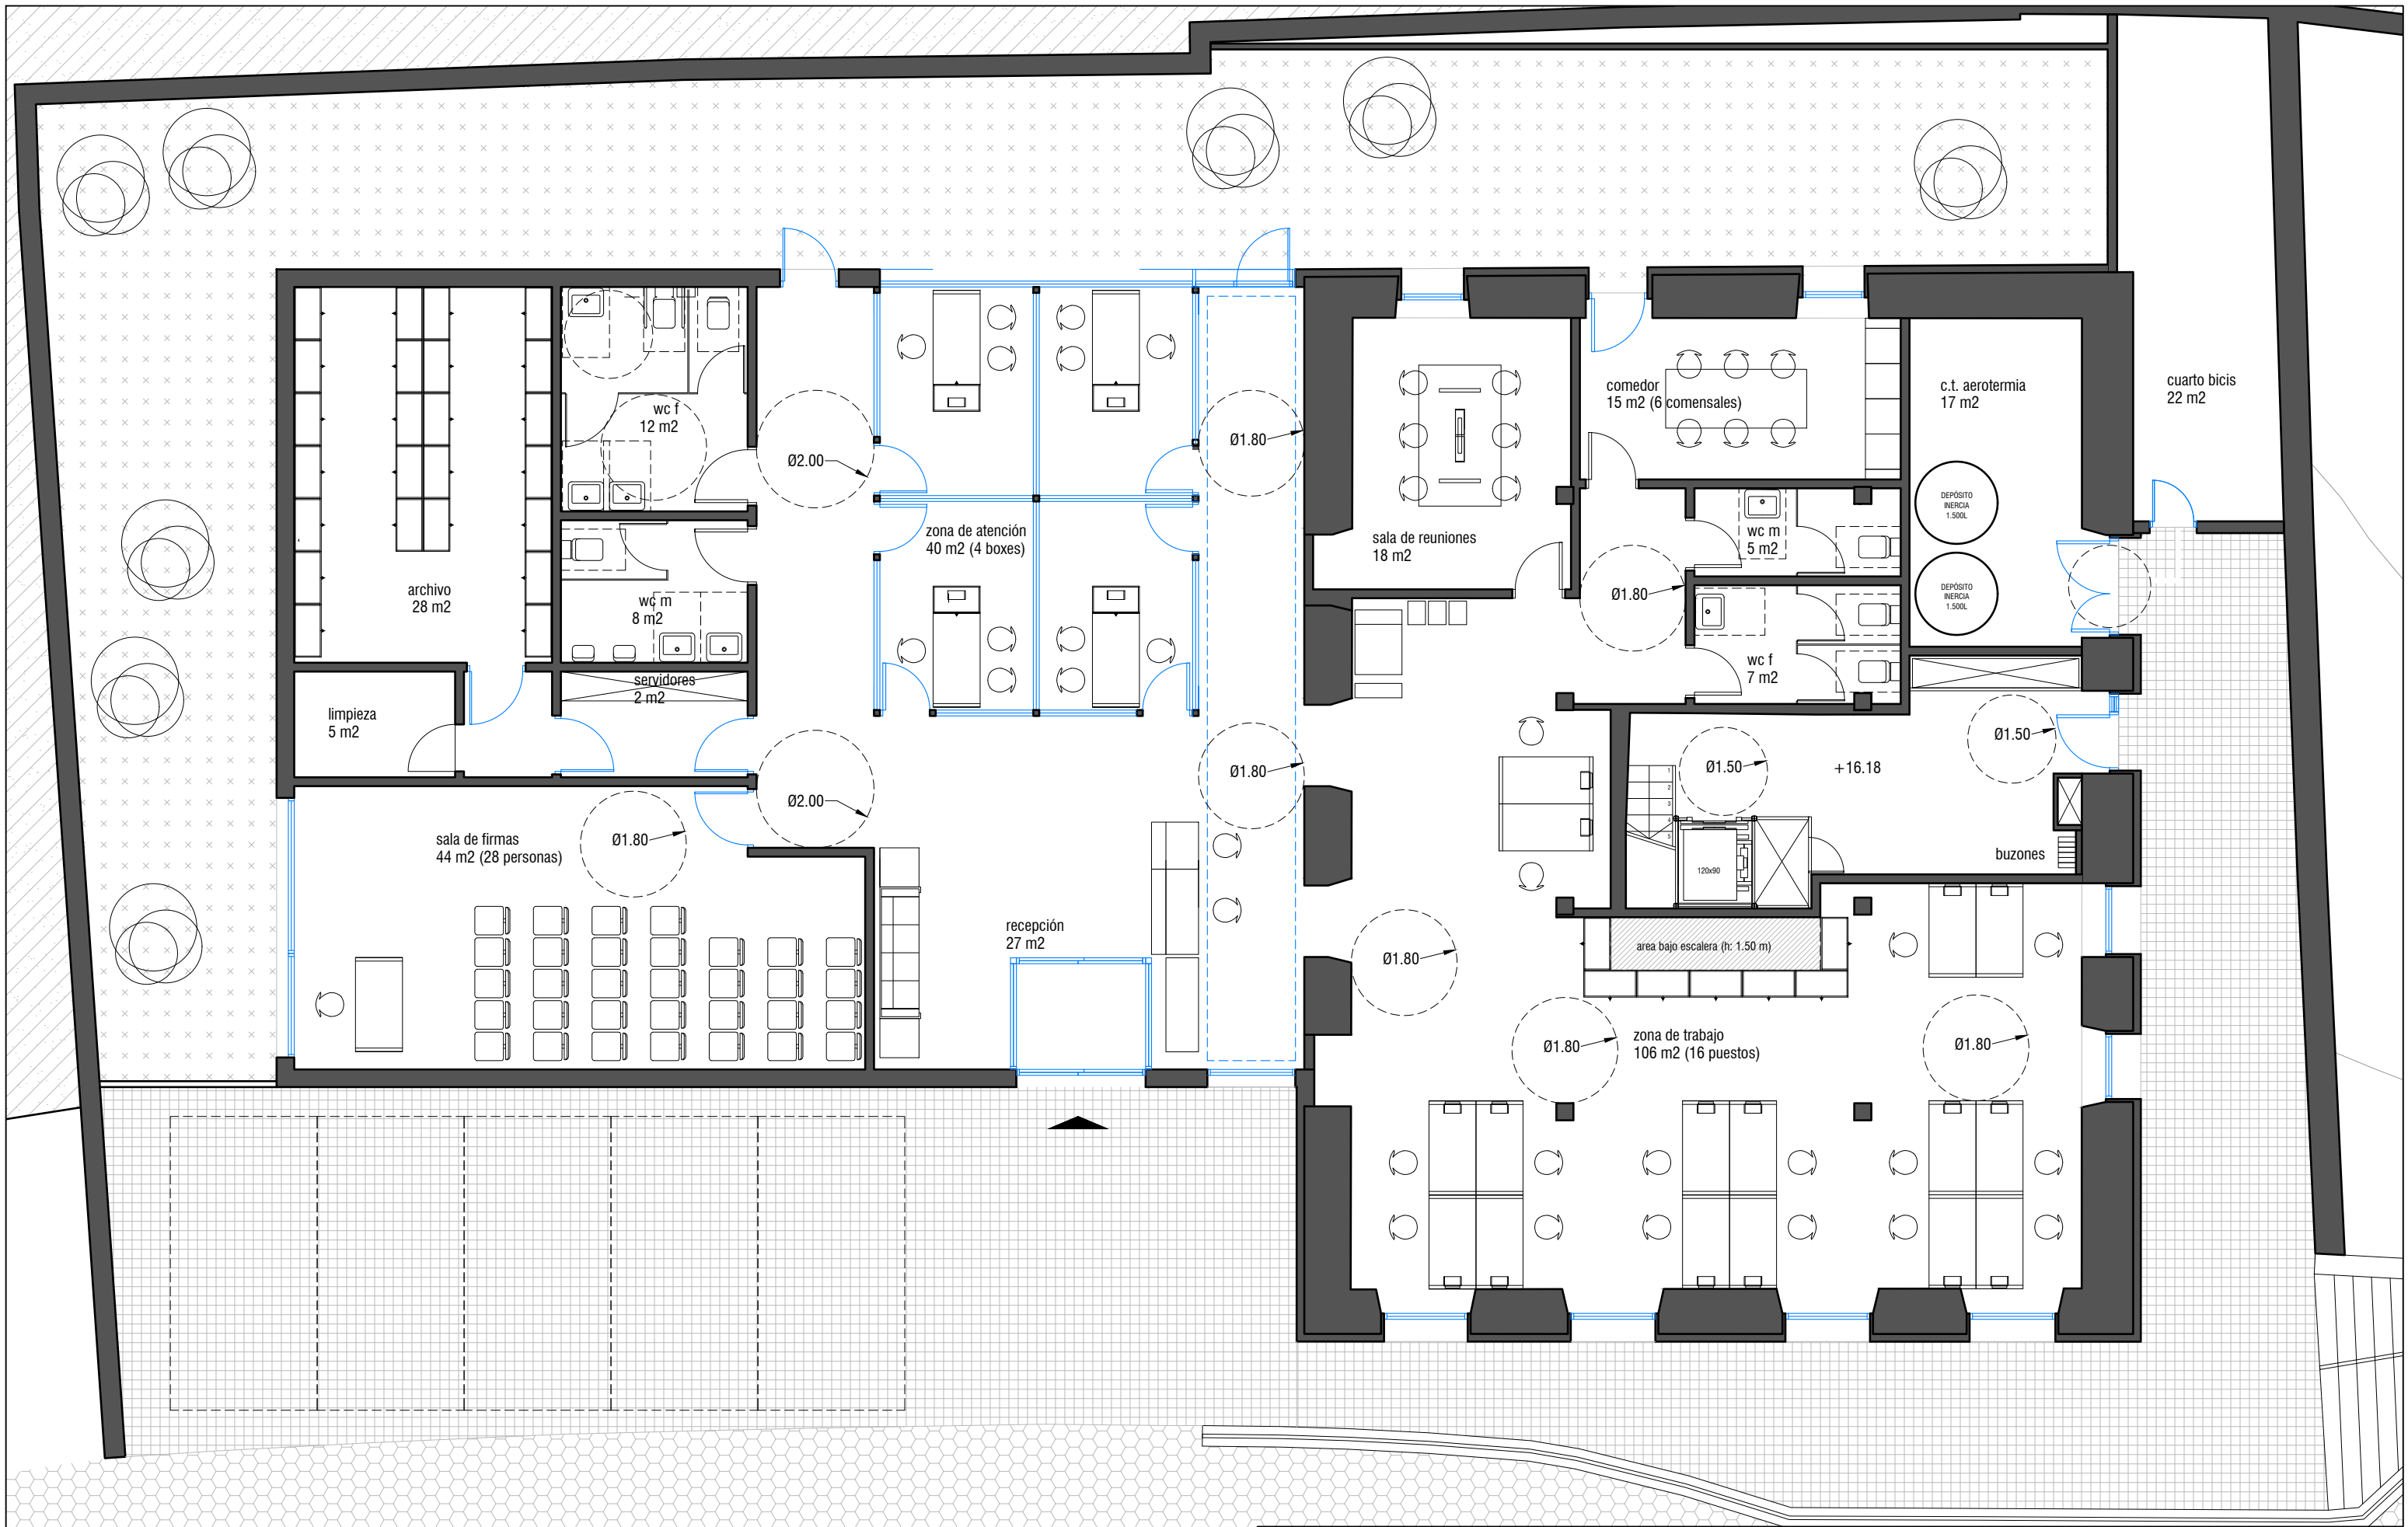 wc f
12 m2
Ø2.00
Ø1.80
comedor
15 m2 (6 comensales)
c.t. aerotermia
17 m2
cuarto bicis
22 m2
DEPÓSITO
INERCIA
1.500L
zona de atención
40 m2 (4 boxes)
sala de reuniones
18 m2
wc m
5 m2
archivo
28 m2
wc m
8 m2
Ø1.80
DEPÓSITO
INERCIA
1.500L
servidores
2 m2
wc f
7 m2
limpieza
5 m2
Ø2.00
Ø1.80
Ø1.50
+16.18
Ø1.50
1
2
3
4
5
sala de firmas
44 m2 (28 personas)
Ø1.80
120x90
buzones
recepción
27 m2
Ø1.80
area bajo escalera (h: 1.50 m)
Ø1.80
zona de trabajo
106 m2 (16 puestos)
Ø1.80